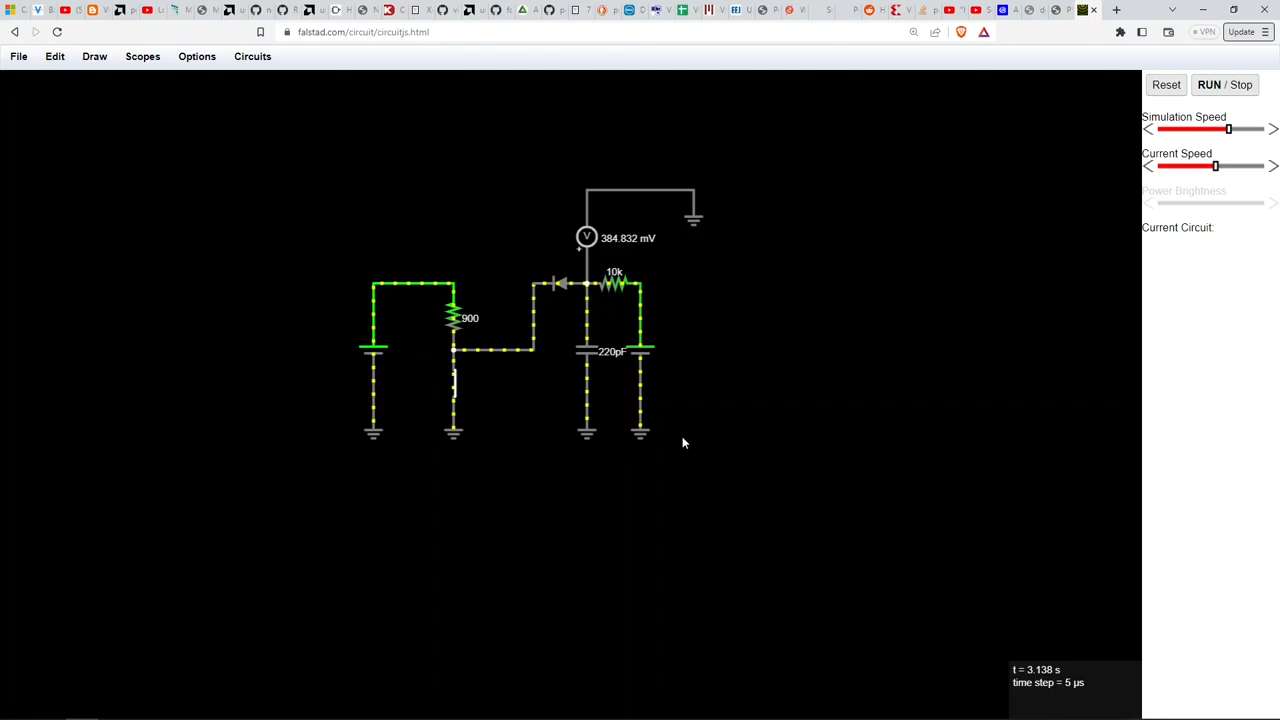 falstad.com/circuit/circuitjs.html
VPN
Update
File Edit Draw Scopes Options Circuits
Reset RUN / Stop
Simulation Speed
Current Speed
Power Brightness
Current Circuit:
V
+
384.832 mV
10k
900
220pF
t = 3.138 s
time step = 5 µs